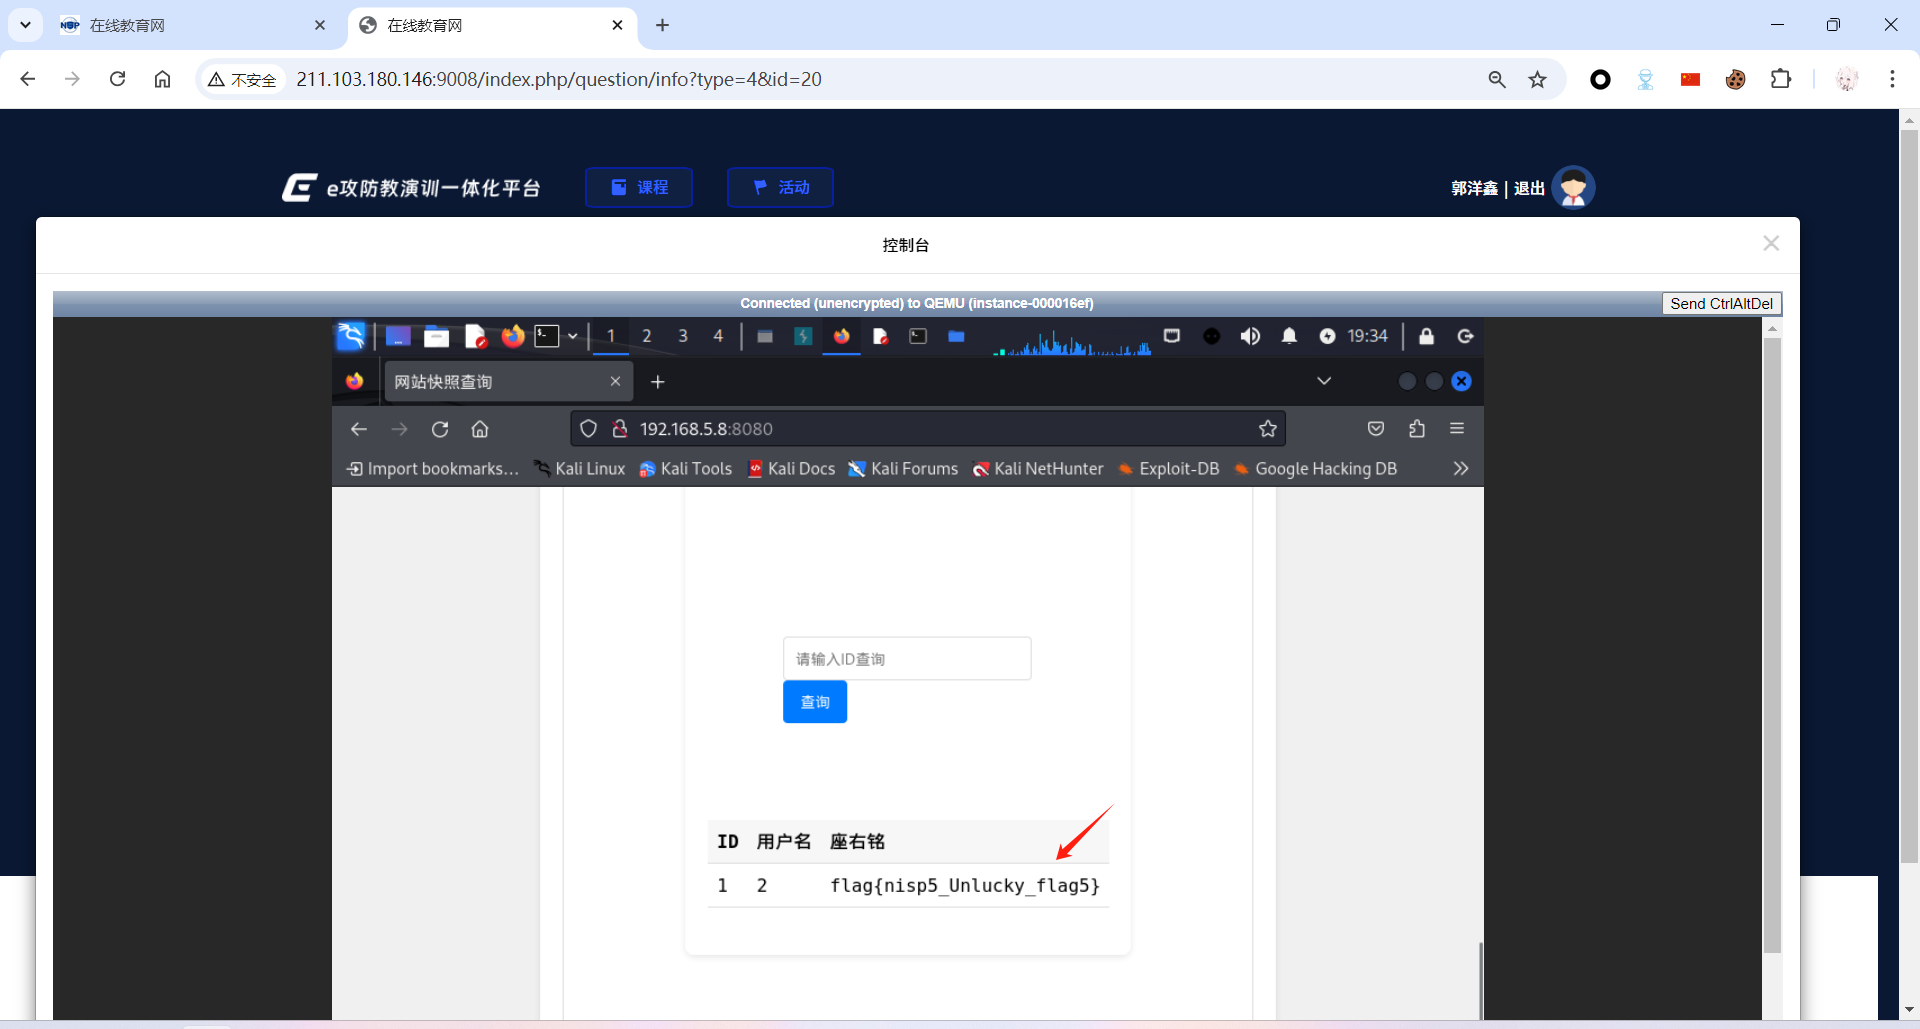 在线教育网
在线教育网
不安全
211.103.180.146:9008/index.php/question/info?type=4&id=20
e攻防教演训一体化平台
课程
活动
郭洋鑫 | 退出
控制台
Connected (unencrypted) to QEMU (instance-000016ef)
Send CtrlAltDel
1 2 3 4
19:34
网站快照查询
192.168.5.8:8080
Import bookmarks... Kali Linux Kali Tools Kali Docs Kali Forums Kali NetHunter Exploit-DB Google Hacking DB
请输入ID查询
查询
ID 用户名 座右铭
1 2 flag{nisp5_Unlucky_flag5}